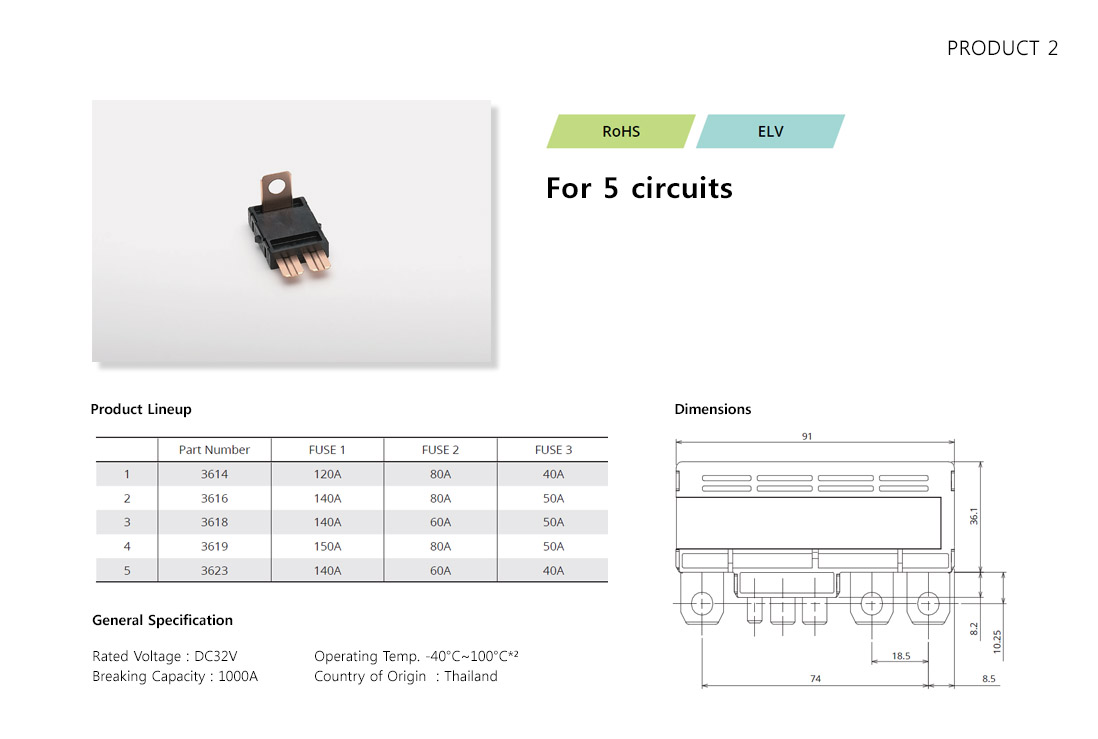 PRODUCT 2
RoHS ELV
For 5 circuits
Product Lineup
Part Number FUSE 1 FUSE 2 FUSE 3
1 3614 120A 80A 40A
2 3616 140A 80A 50A
3 3618 140A 60A 50A
4 3619 150A 80A 50A
5 3623 140A 60A 40A
General Specification
Rated Voltage : DC32V Operating Temp. -40°C~100°C*²
Breaking Capacity : 1000A Country of Origin : Thailand
Dimensions
91
36.1
8.2
10.25
18.5
74 8.5